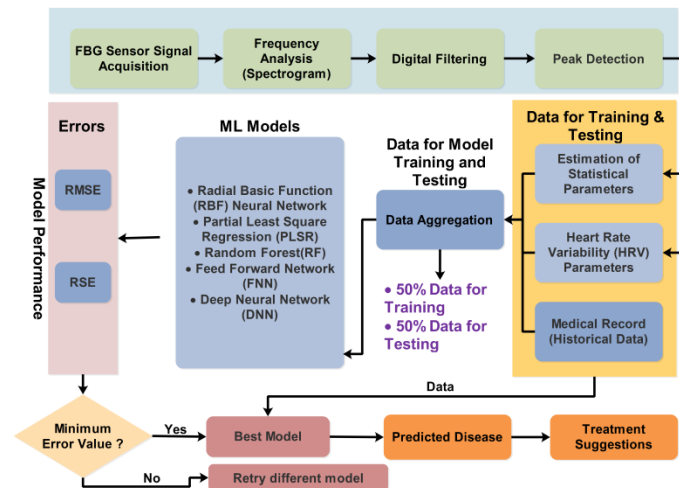 FBG Sensor Signal
Acquisition
Frequency
Analysis
(Spectrogram)
Digital Filtering
Peak Detection
Errors
RMSE
RSE
Model Performance
ML Models
• Radial Basic Function
(RBF) Neural Network
• Partial Least Square
Regression (PLSR)
• Random Forest(RF)
• Feed Forward Network
(FNN)
• Deep Neural Network
(DNN)
Data for Model
Training and
Testing
Data Aggregation
• 50% Data for
Training
• 50% Data for
Testing
Data for Training &
Testing
Estimation of
Statistical
Parameters
Heart Rate
Variability (HRV)
Parameters
Medical Record
(Historical Data)
Data
Minimum
Error Value ?
Yes
Best Model
Predicted Disease
Treatment
Suggestions
No
Retry different model